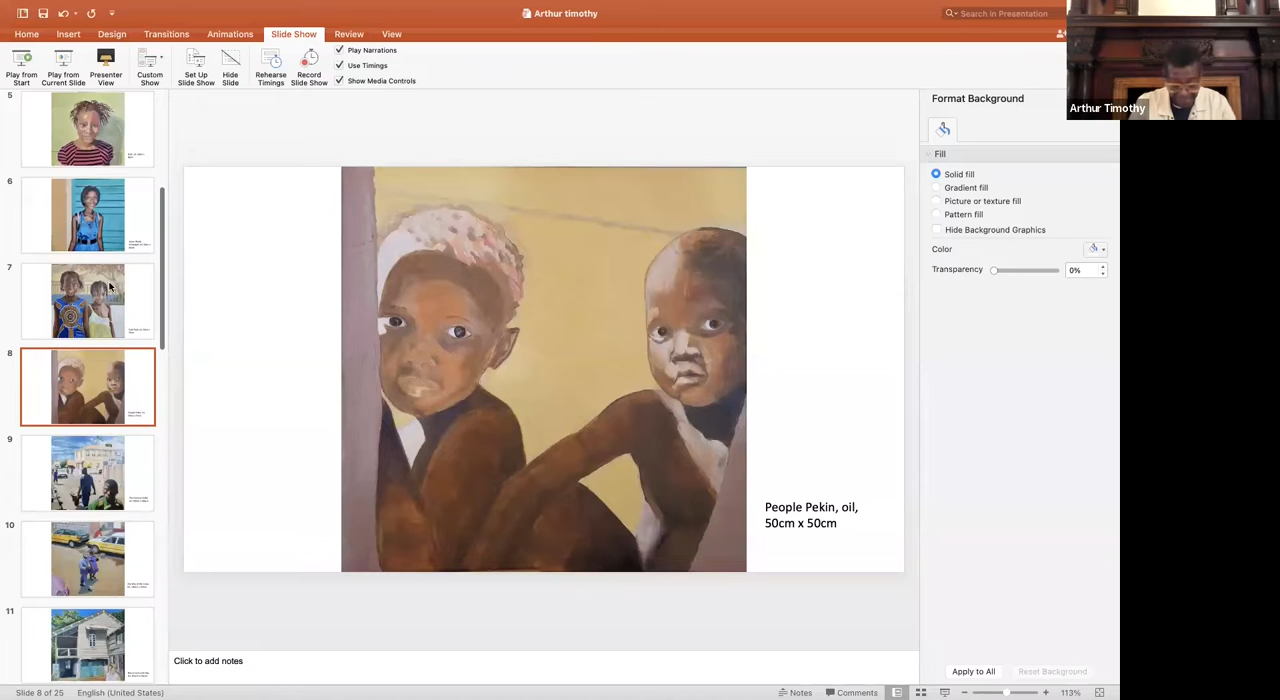 Arthur timothy
Search in Presentation
Home Insert Design Transitions Animations Slide Show Review View
Play from Start
Play from Current Slide
Presenter View
Custom Show
Set Up Slide Show
Hide Slide
Rehearse Timings
Record Slide Show
Play Narrations
Use Timings
Show Media Controls
Arthur Timothy
5
6
7
8
9
10
11
People Pekin, oil,
50cm x 50cm
Format Background
Fill
Solid fill
Gradient fill
Picture or texture fill
Pattern fill
Hide Background Graphics
Color
Transparency 0%
Click to add notes
Apply to All Reset Background
Slide 8 of 25 English (United States) Notes Comments 113%